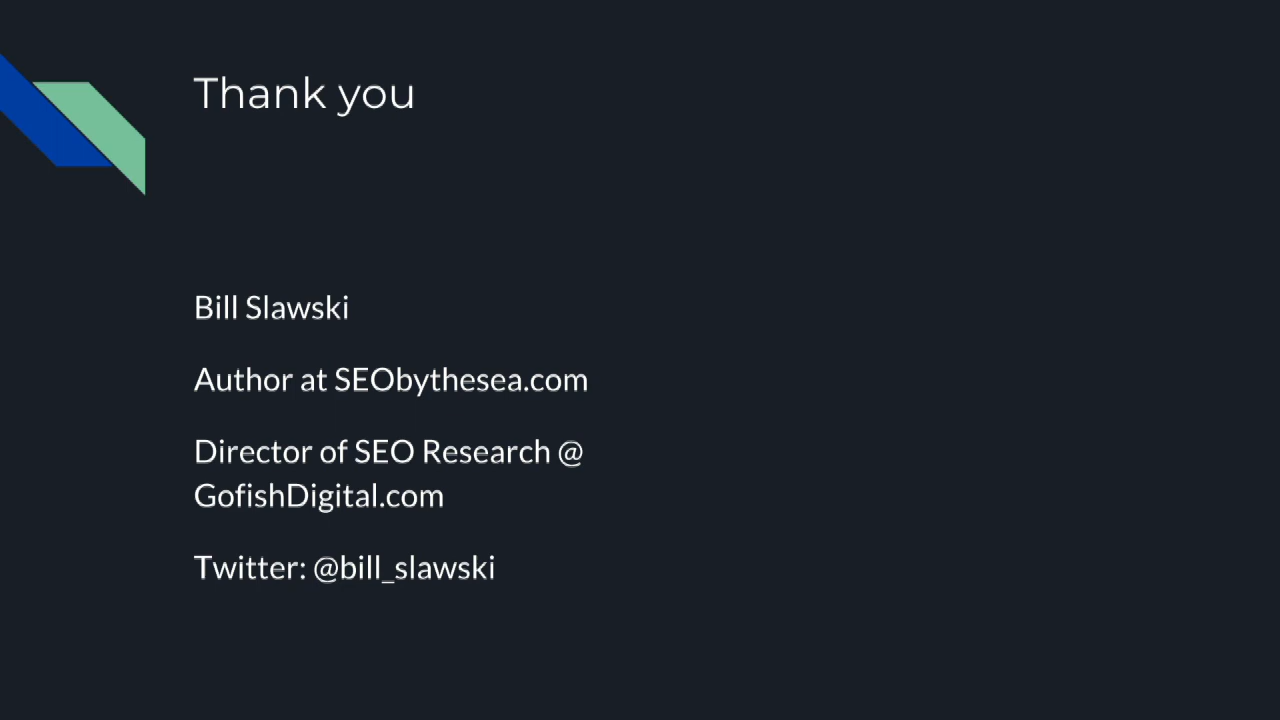 Thank you
Bill Slawski
Author at SEObythesea.com
Director of SEO Research @
GofishDigital.com
Twitter: @bill_slawski